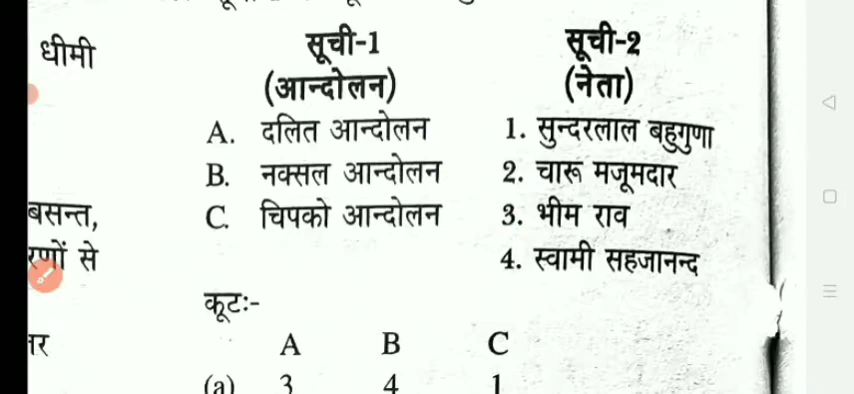 धीमी
सूची-1 सूची-2
(आन्दोलन) (नेता)
A. दलित आन्दोलन 1. सुन्दरलाल बहुगुणा
B. नक्सल आन्दोलन 2. चारू मजूमदार
बसन्त, C. चिपको आन्दोलन 3. भीम राव
रणों से 4. स्वामी सहजानन्द
कूटः-
A B C
(a) 3 4 1